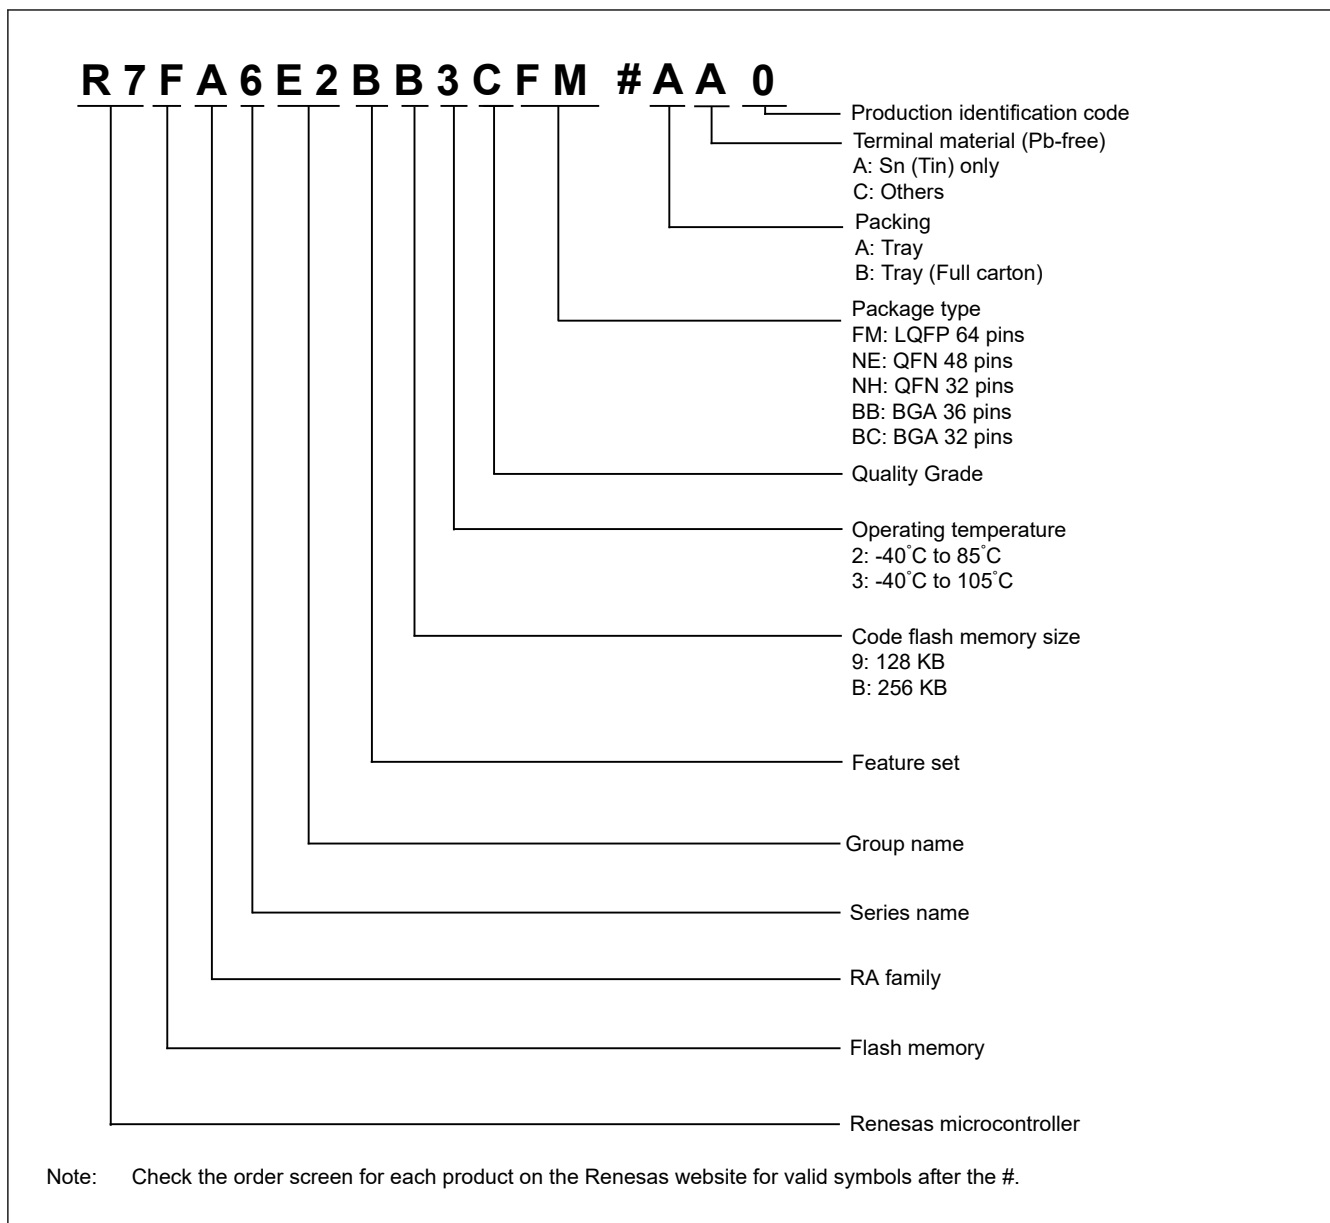 R7FA6E2BB3CFM #AA0
Production identification code
Terminal material (Pb-free)
A: Sn (Tin) only
C: Others
Packing
A: Tray
B: Tray (Full carton)
Package type
FM: LQFP 64 pins
NE: QFN 48 pins
NH: QFN 32 pins
BB: BGA 36 pins
BC: BGA 32 pins
Quality Grade
Operating temperature
2: -40°C to 85°C
3: -40°C to 105°C
Code flash memory size
9: 128 KB
B: 256 KB
Feature set
Group name
Series name
RA family
Flash memory
Renesas microcontroller
Note: Check the order screen for each product on the Renesas website for valid symbols after the #.